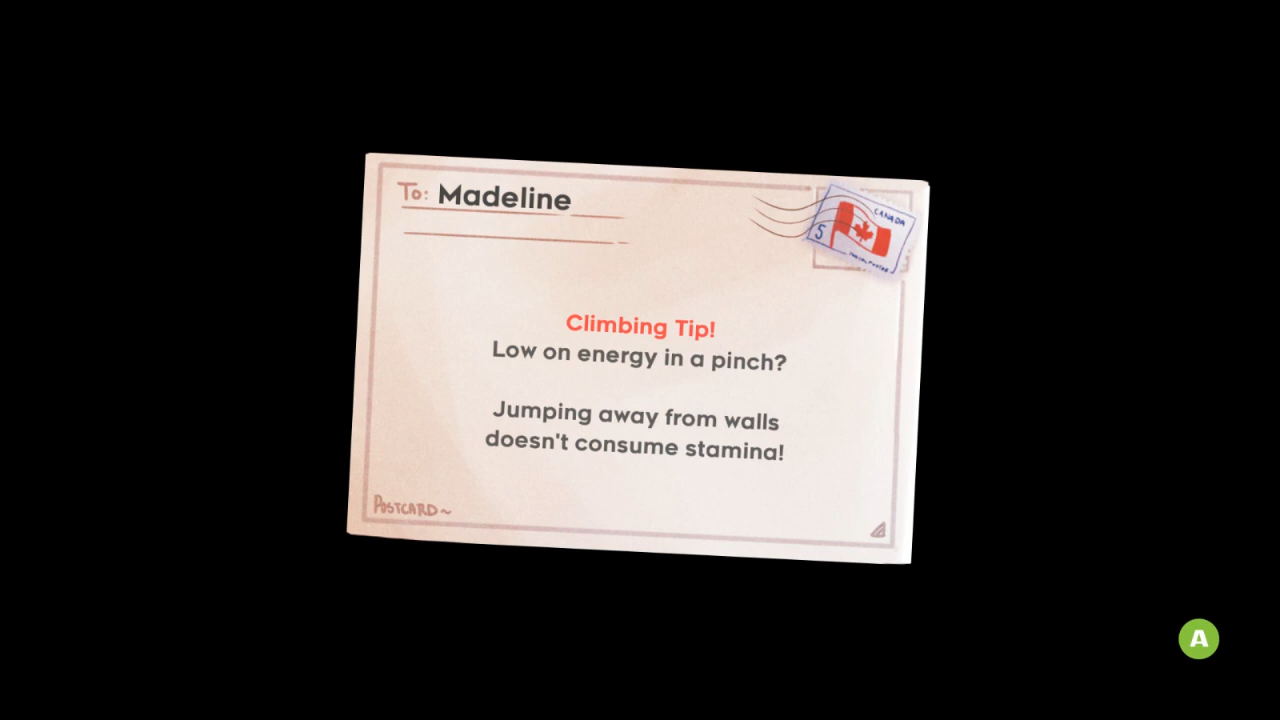 To: Madeline
CANADA
5
Climbing Tip!
Low on energy in a pinch?
Jumping away from walls
doesn't consume stamina!
POSTCARD~
A